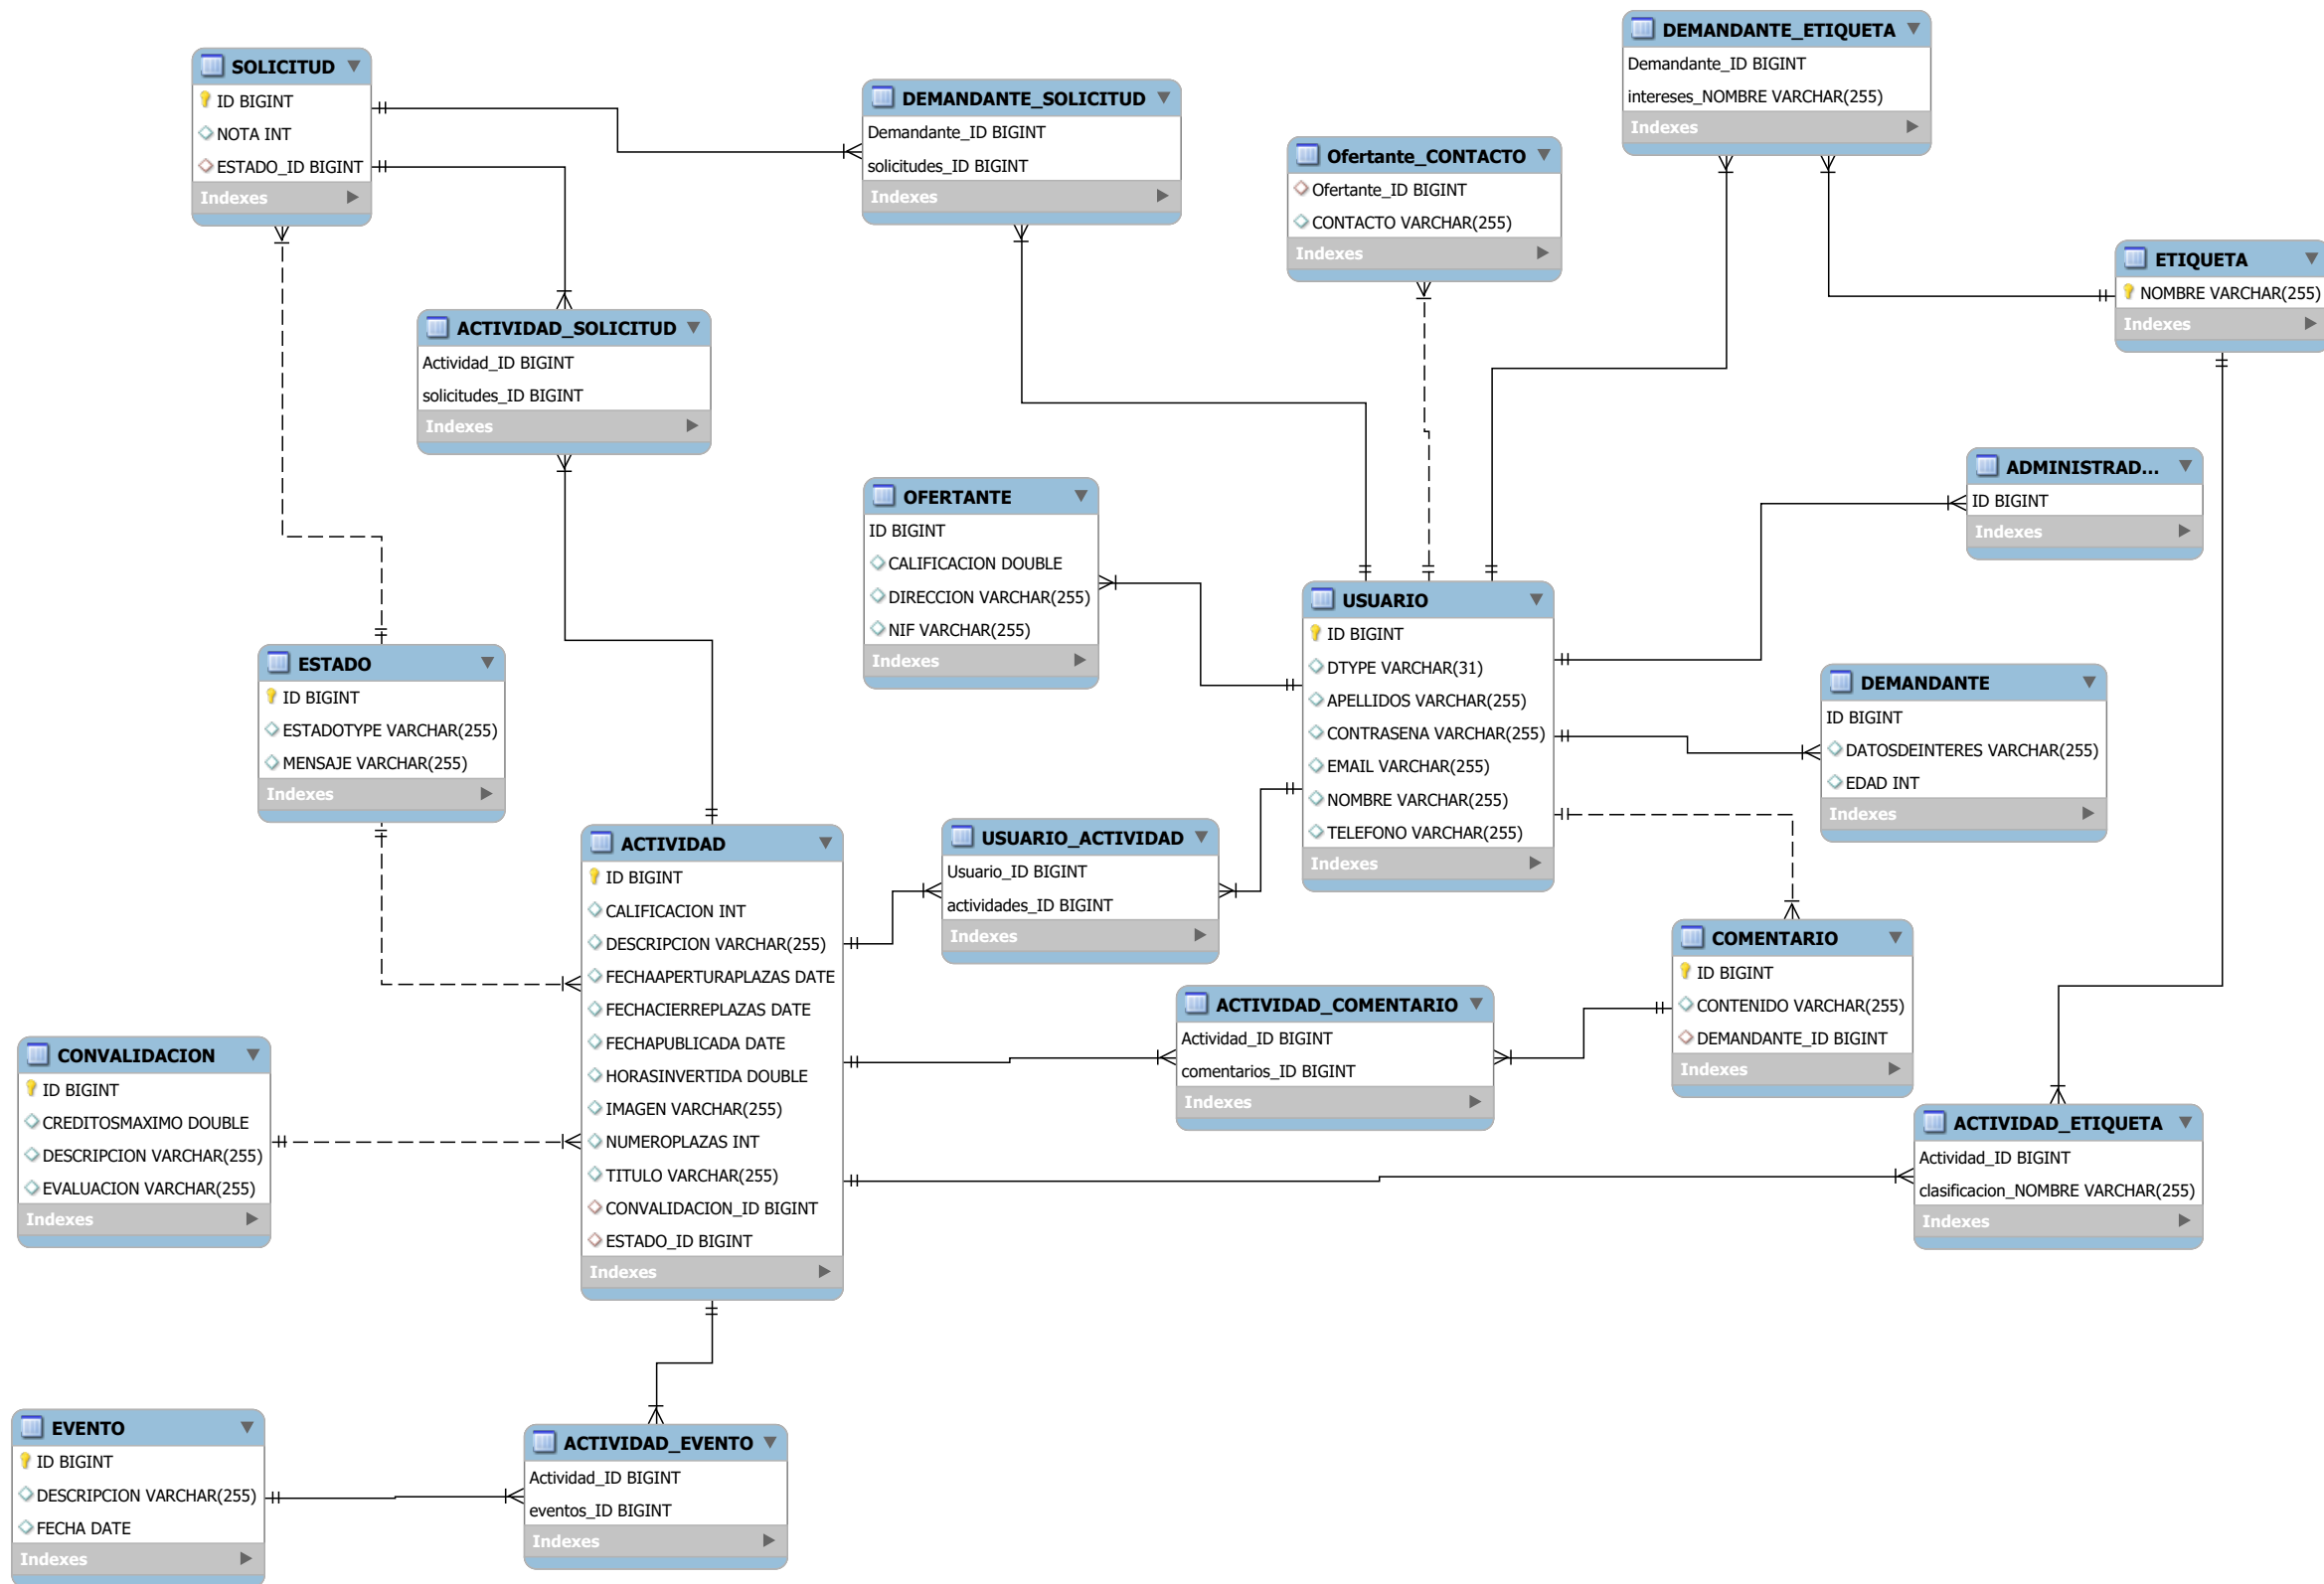 SOLICITUD
ID BIGINT
NOTA INT
ESTADO_ID BIGINT
Indexes
DEMANDANTE_SOLICITUD
Demandante_ID BIGINT
solicitudes_ID BIGINT
Indexes
Ofertante_CONTACTO
Ofertante_ID BIGINT
CONTACTO VARCHAR(255)
Indexes
DEMANDANTE_ETIQUETA
Demandante_ID BIGINT
intereses_NOMBRE VARCHAR(255)
Indexes
ETIQUETA
NOMBRE VARCHAR(255)
Indexes
ACTIVIDAD_SOLICITUD
Actividad_ID BIGINT
solicitudes_ID BIGINT
Indexes
OFERTANTE
ID BIGINT
CALIFICACION DOUBLE
DIRECCION VARCHAR(255)
NIF VARCHAR(255)
Indexes
ADMINISTRAD...
ID BIGINT
Indexes
USUARIO
ID BIGINT
DTYPE VARCHAR(31)
APELLIDOS VARCHAR(255)
CONTRASENA VARCHAR(255)
EMAIL VARCHAR(255)
NOMBRE VARCHAR(255)
TELEFONO VARCHAR(255)
Indexes
ESTADO
ID BIGINT
ESTADOTYPE VARCHAR(255)
MENSAJE VARCHAR(255)
Indexes
DEMANDANTE
ID BIGINT
DATOSDEINTERES VARCHAR(255)
EDAD INT
Indexes
ACTIVIDAD
ID BIGINT
CALIFICACION INT
DESCRIPCION VARCHAR(255)
FECHAAPERTURAPLAZAS DATE
FECHACIERREPLAZAS DATE
FECHAPUBLICADA DATE
HORASINVERTIDA DOUBLE
IMAGEN VARCHAR(255)
NUMEROPLAZAS INT
TITULO VARCHAR(255)
CONVALIDACION_ID BIGINT
ESTADO_ID BIGINT
Indexes
USUARIO_ACTIVIDAD
Usuario_ID BIGINT
actividades_ID BIGINT
Indexes
COMENTARIO
ID BIGINT
CONTENIDO VARCHAR(255)
DEMANDANTE_ID BIGINT
Indexes
ACTIVIDAD_COMENTARIO
Actividad_ID BIGINT
comentarios_ID BIGINT
Indexes
CONVALIDACION
ID BIGINT
CREDITOSMAXIMO DOUBLE
DESCRIPCION VARCHAR(255)
EVALUACION VARCHAR(255)
Indexes
ACTIVIDAD_ETIQUETA
Actividad_ID BIGINT
clasificacion_NOMBRE VARCHAR(255)
Indexes
EVENTO
ID BIGINT
DESCRIPCION VARCHAR(255)
FECHA DATE
Indexes
ACTIVIDAD_EVENTO
Actividad_ID BIGINT
eventos_ID BIGINT
Indexes